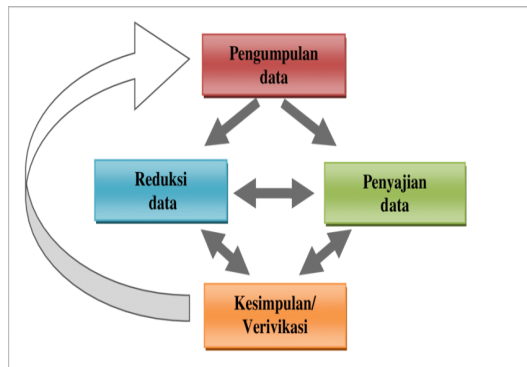 Pengumpulan
data
Reduksi
data
Penyajian
data
Kesimpulan/
Verivikasi